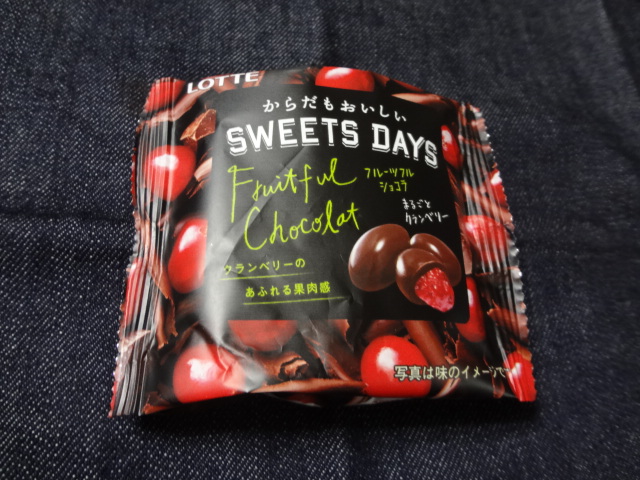 LOTTE
からだもおいしい
SWEETS DAYS
Fruitful
Chocolat
フルーツフル
ショコラ
まるごと
クランベリー
クランベリーの
あふれる果肉感
写真は味のイメージで